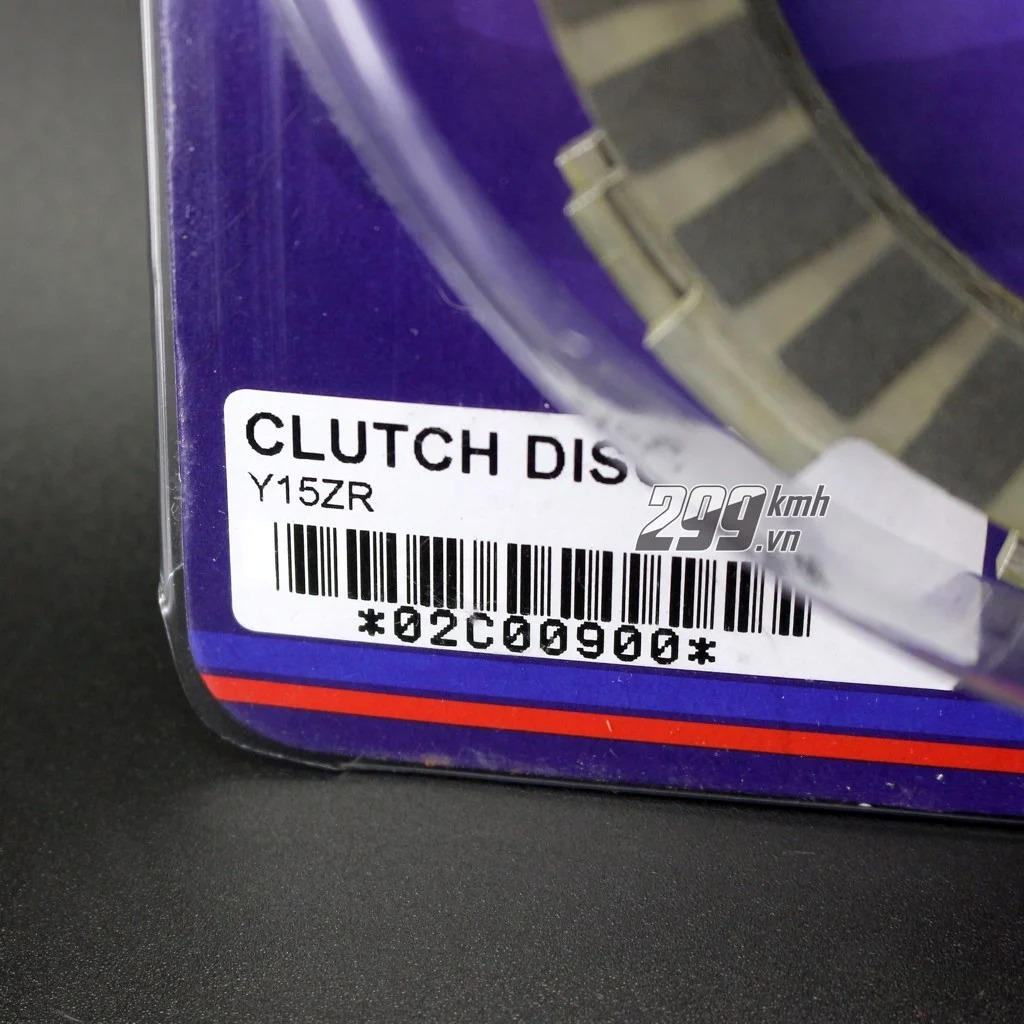 CLUTCH DISC
Y15ZR
299kmh.vn
*02C00900*